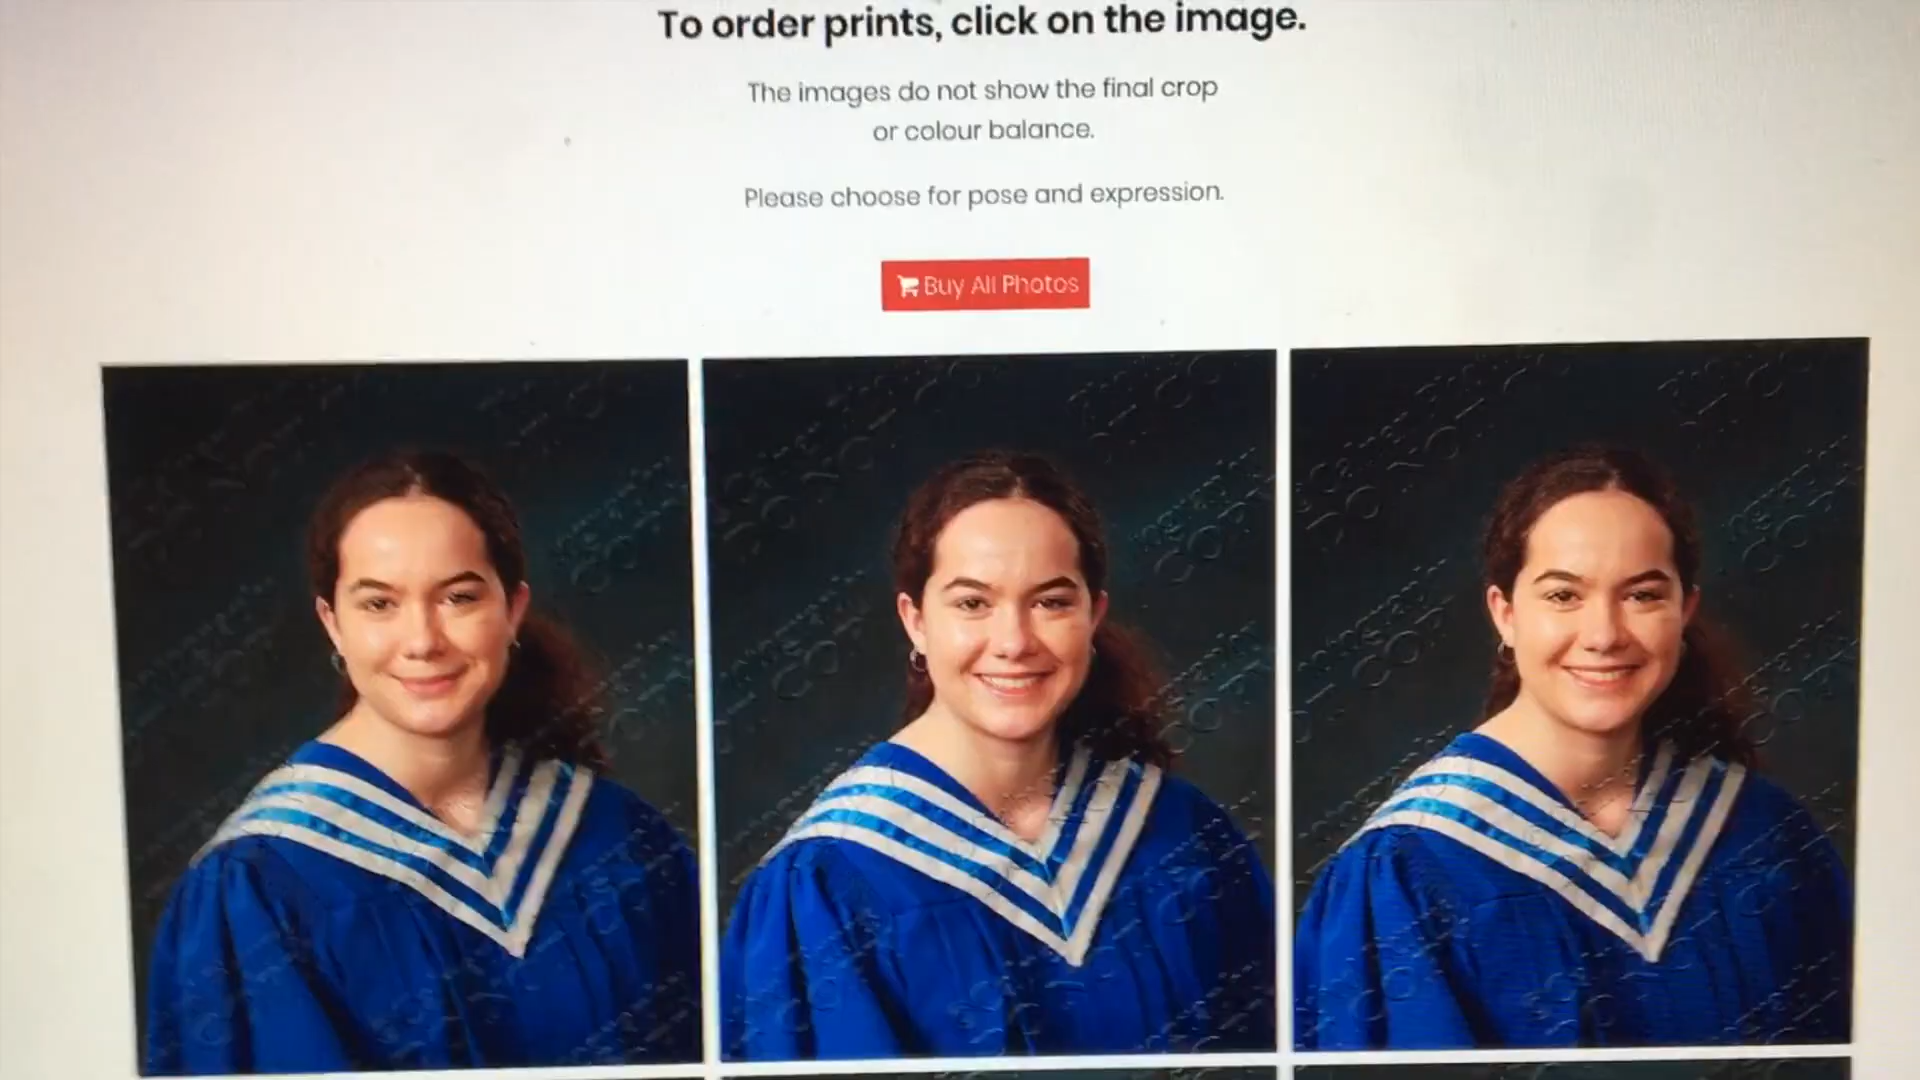 To order prints, click on the image.
The images do not show the final crop
or colour balance.
Please choose for pose and expression.
Buy All Photos